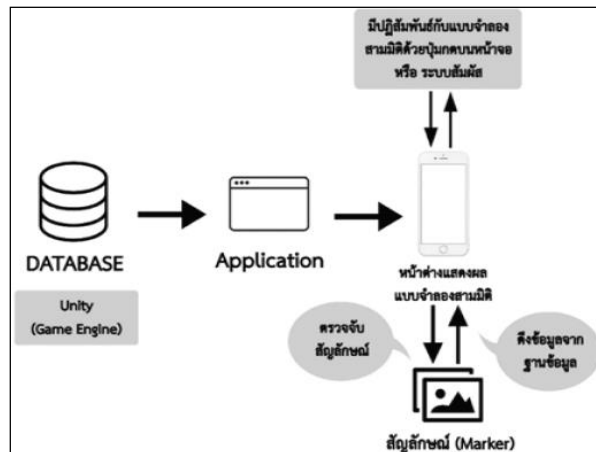 มีปฏิสัมพันธ์กับแบบจำลอง
สามมิติด้วยปุ่มกดบนหน้าจอ
หรือ ระบบสัมผัส
DATABASE
Unity
(Game Engine)
Application
หน้าต่างแสดงผล
แบบจำลองสามมิติ
ตรวจจับ
สัญลักษณ์
ดึงข้อมูลจาก
ฐานข้อมูล
สัญลักษณ์ (Marker)